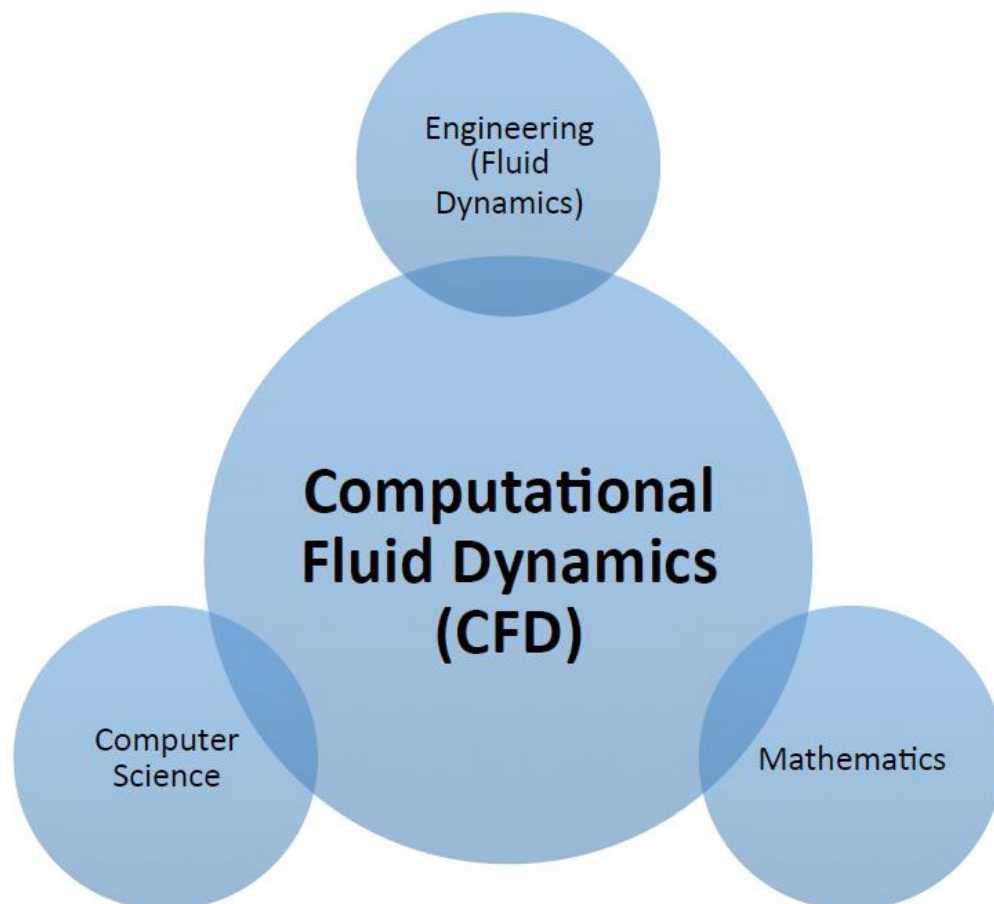 Engineering
(Fluid
Dynamics)
Computational
Fluid Dynamics
(CFD)
Computer
Science
Mathematics